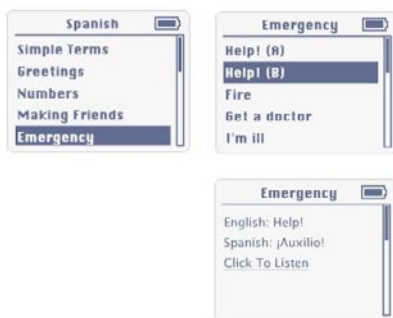 Spanish
Simple Terms
Greetings
Numbers
Making Friends
Emergency
Emergency
Help! (A)
Help! (B)
Fire
Get a doctor
I'm ill
Emergency
English: Help!
Spanish: ¡Auxilio!
Click To Listen